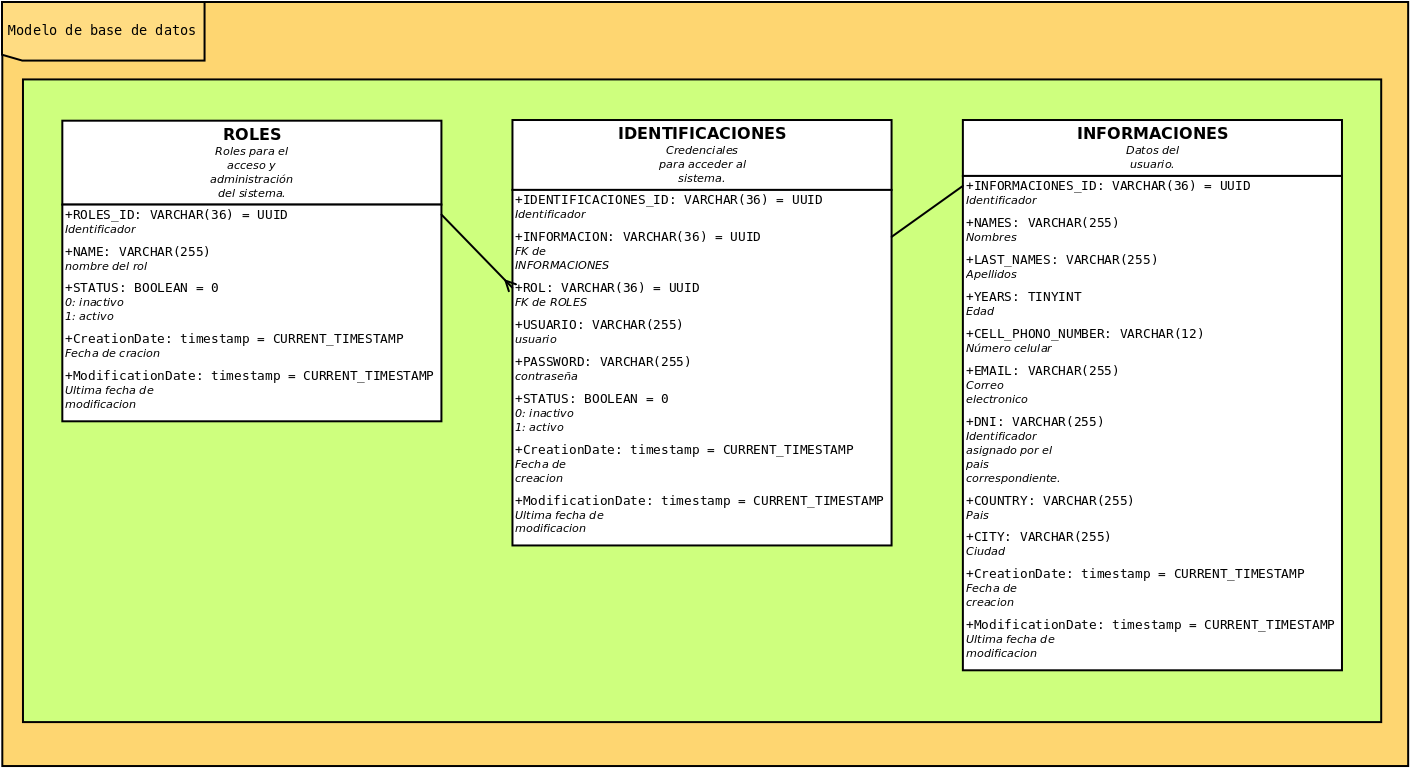 Modelo de base de datos
ROLES
Roles para el
acceso y
administración
del sistema.
+ROLES_ID: VARCHAR(36) = UUID
Identificador
+NAME: VARCHAR(255)
nombre del rol
+STATUS: BOOLEAN = 0
0: inactivo
1: activo
+CreationDate: timestamp = CURRENT_TIMESTAMP
Fecha de cracion
+ModificationDate: timestamp = CURRENT_TIMESTAMP
Ultima fecha de
modificacion
IDENTIFICACIONES
Credenciales
para acceder al
sistema.
+IDENTIFICACIONES_ID: VARCHAR(36) = UUID
Identificador
+INFORMACION: VARCHAR(36) = UUID
FK de
INFORMACIONES
+ROL: VARCHAR(36) = UUID
FK de ROLES
+USUARIO: VARCHAR(255)
usuario
+PASSWORD: VARCHAR(255)
contraseña
+STATUS: BOOLEAN = 0
0: inactivo
1: activo
+CreationDate: timestamp = CURRENT_TIMESTAMP
Fecha de
creacion
+ModificationDate: timestamp = CURRENT_TIMESTAMP
Ultima fecha de
modificacion
INFORMACIONES
Datos del
usuario.
+INFORMACIONES_ID: VARCHAR(36) = UUID
Identificador
+NAMES: VARCHAR(255)
Nombres
+LAST_NAMES: VARCHAR(255)
Apellidos
+YEARS: TINYINT
Edad
+CELL_PHONO_NUMBER: VARCHAR(12)
Número celular
+EMAIL: VARCHAR(255)
Correo
electronico
+DNI: VARCHAR(255)
Identificador
asignado por el
pais
correspondiente.
+COUNTRY: VARCHAR(255)
Pais
+CITY: VARCHAR(255)
Ciudad
+CreationDate: timestamp = CURRENT_TIMESTAMP
Fecha de
creacion
+ModificationDate: timestamp = CURRENT_TIMESTAMP
Ultima fecha de
modificacion